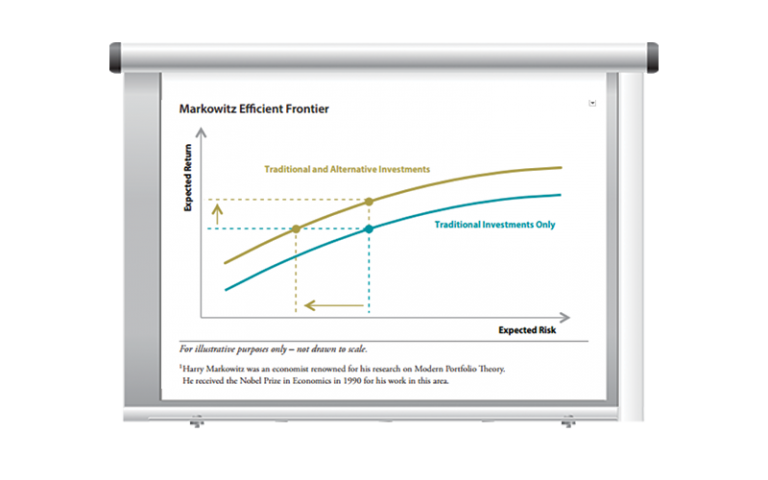 Markowitz Efficient Frontier
Expected Return
Traditional and Alternative Investments
Traditional Investments Only
Expected Risk
For illustrative purposes only – not drawn to scale.
1Harry Markowitz was an economist renowned for his research on Modern Portfolio Theory.
He received the Nobel Prize in Economics in 1990 for his work in this area.